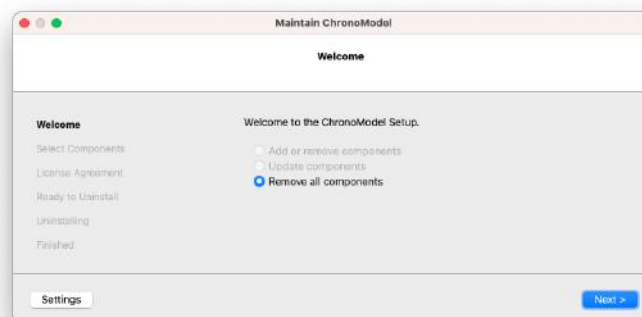 Maintain ChronoModel
Welcome
Welcome
Select Components
License Agreement
Ready to Uninstall
Uninstalling
Finished
Welcome to the ChronoModel Setup.
Add or remove components
Update components
Remove all components
Settings
Next >